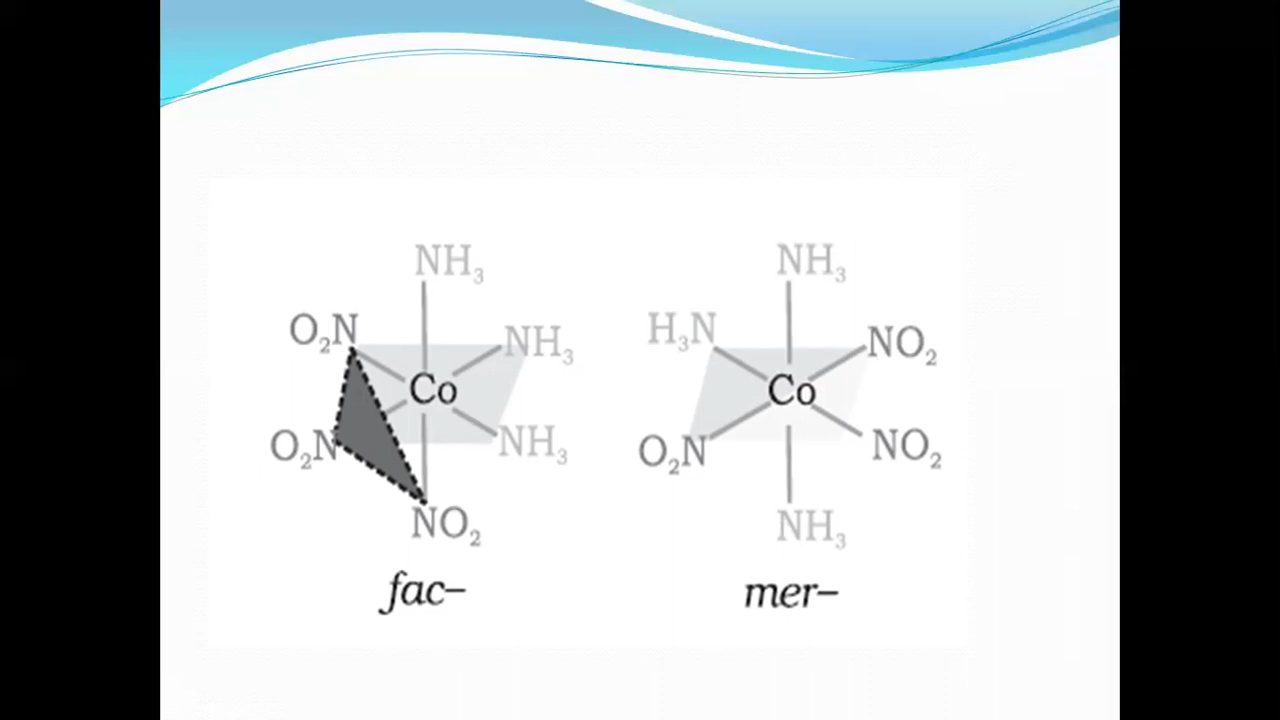 NH₃ NH₃
O₂N NH₃ H₃N NO₂
Co Co
O₂N NH₃ O₂N NO₂
NO₂ NH₃
fac– mer–